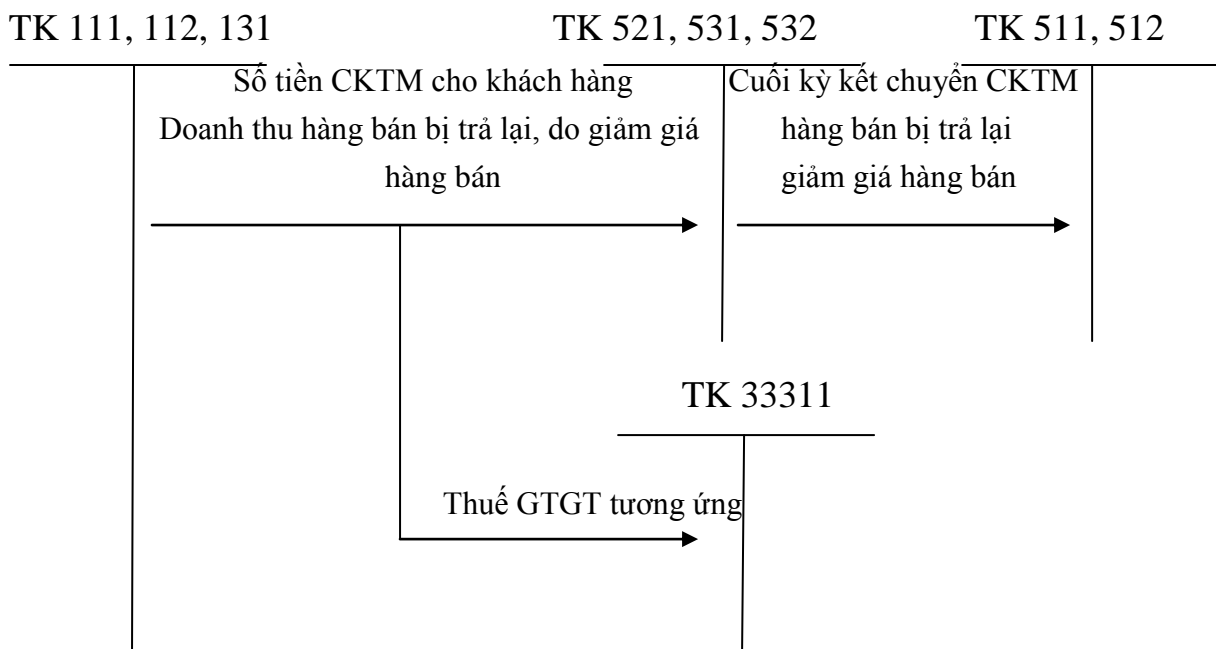 TK 111, 112, 131
TK 521, 531, 532
TK 511, 512
Số tiền CKTM cho khách hàng
Doanh thu hàng bán bị trả lại, do giảm giá
hàng bán
Cuối kỳ kết chuyển CKTM
hàng bán bị trả lại
giảm giá hàng bán
TK 33311
Thuế GTGT tương ứng